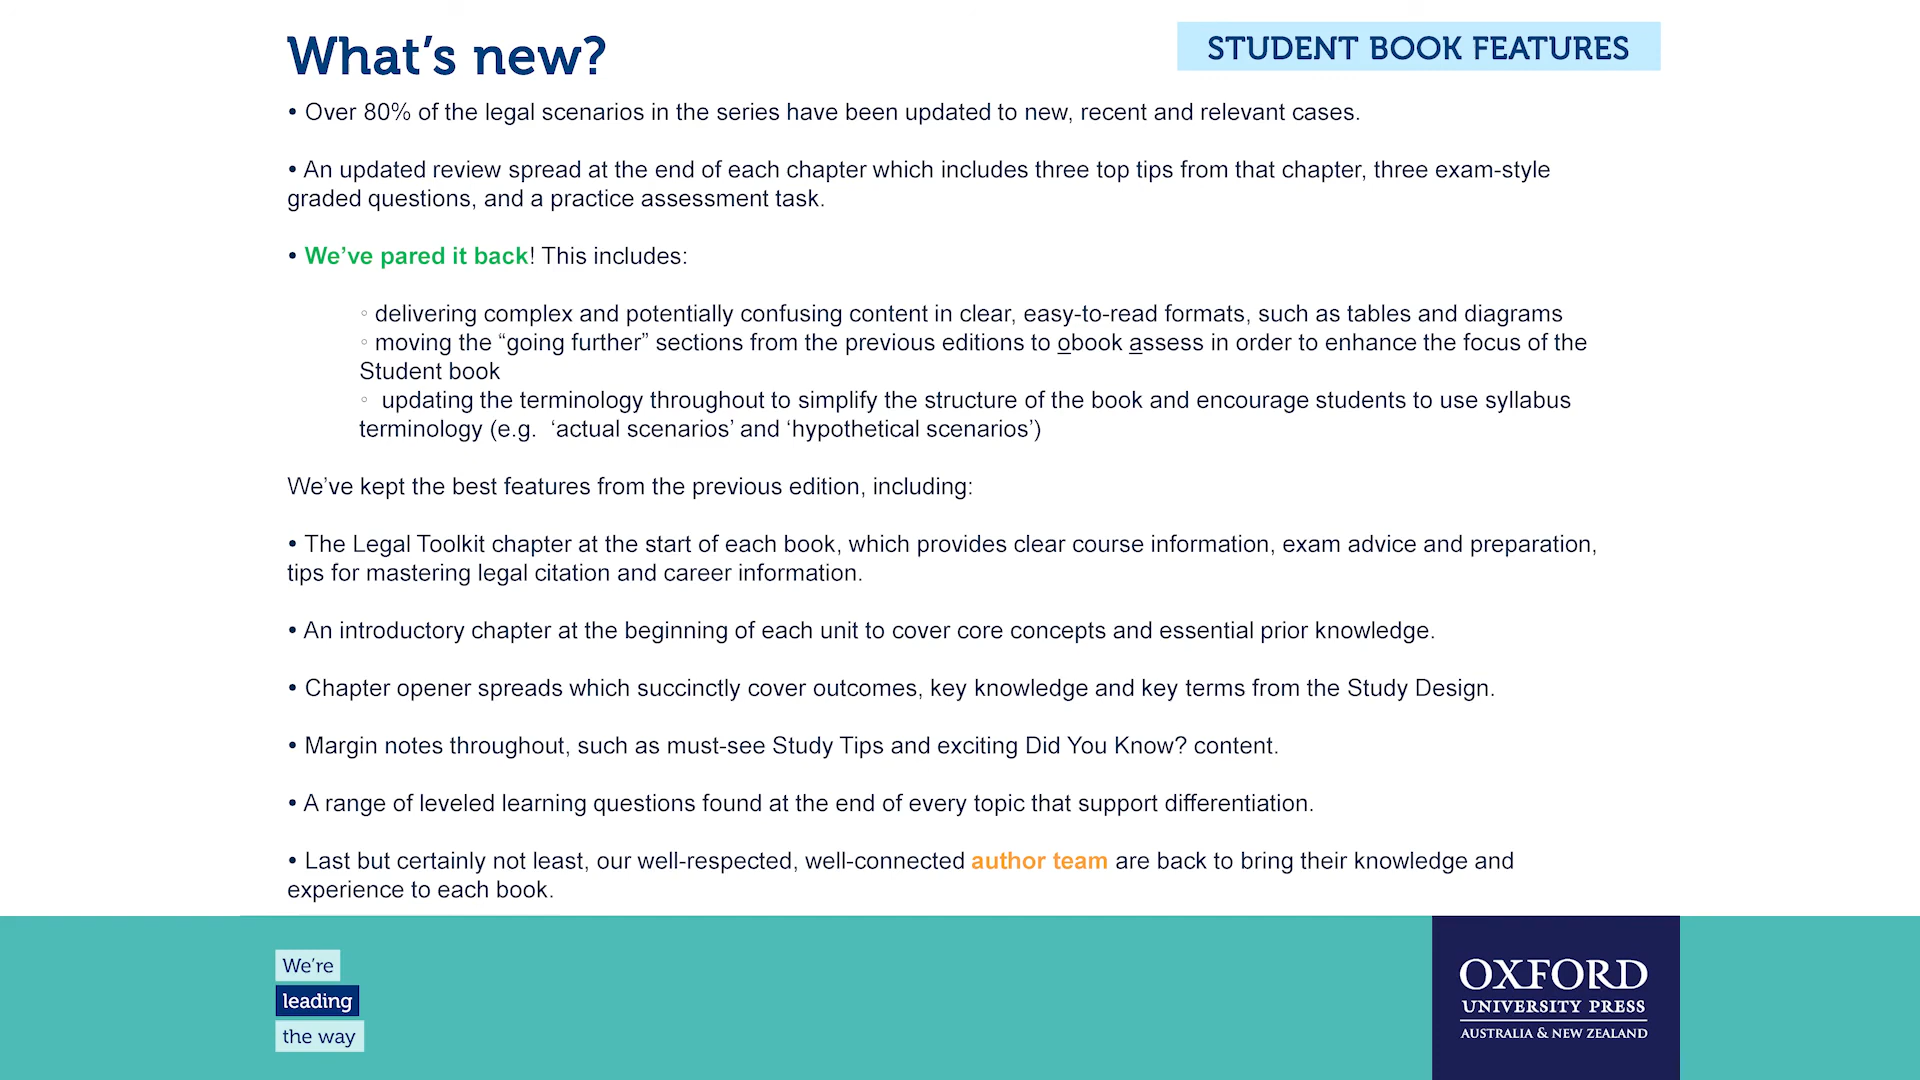 What's new?
STUDENT BOOK FEATURES
• Over 80% of the legal scenarios in the series have been updated to new, recent and relevant cases.
• An updated review spread at the end of each chapter which includes three top tips from that chapter, three exam-style
graded questions, and a practice assessment task.
• We've pared it back! This includes:
◦ delivering complex and potentially confusing content in clear, easy-to-read formats, such as tables and diagrams
◦ moving the “going further” sections from the previous editions to obook assess in order to enhance the focus of the
Student book
◦ updating the terminology throughout to simplify the structure of the book and encourage students to use syllabus
terminology (e.g. ‘actual scenarios’ and ‘hypothetical scenarios’)
We’ve kept the best features from the previous edition, including:
• The Legal Toolkit chapter at the start of each book, which provides clear course information, exam advice and preparation,
tips for mastering legal citation and career information.
• An introductory chapter at the beginning of each unit to cover core concepts and essential prior knowledge.
• Chapter opener spreads which succinctly cover outcomes, key knowledge and key terms from the Study Design.
• Margin notes throughout, such as must-see Study Tips and exciting Did You Know? content.
• A range of leveled learning questions found at the end of every topic that support differentiation.
• Last but certainly not least, our well-respected, well-connected author team are back to bring their knowledge and
experience to each book.
We’re
leading
the way
OXFORD
UNIVERSITY PRESS
AUSTRALIA & NEW ZEALAND